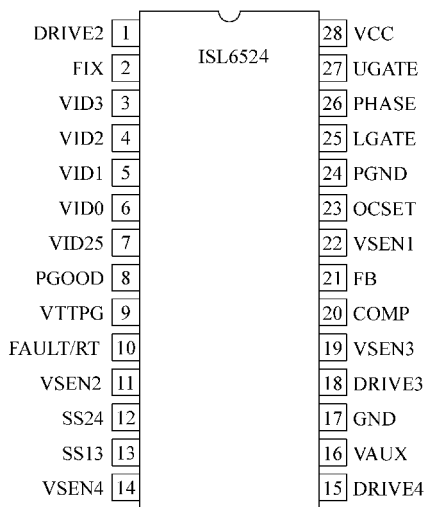 ISL6524
DRIVE2 1 28 VCC
FIX 2 27 UGATE
VID3 3 26 PHASE
VID2 4 25 LGATE
VID1 5 24 PGND
VID0 6 23 OCSET
VID25 7 22 VSEN1
PGOOD 8 21 FB
VTTPG 9 20 COMP
FAULT/RT 10 19 VSEN3
VSEN2 11 18 DRIVE3
SS24 12 17 GND
SS13 13 16 VAUX
VSEN4 14 15 DRIVE4